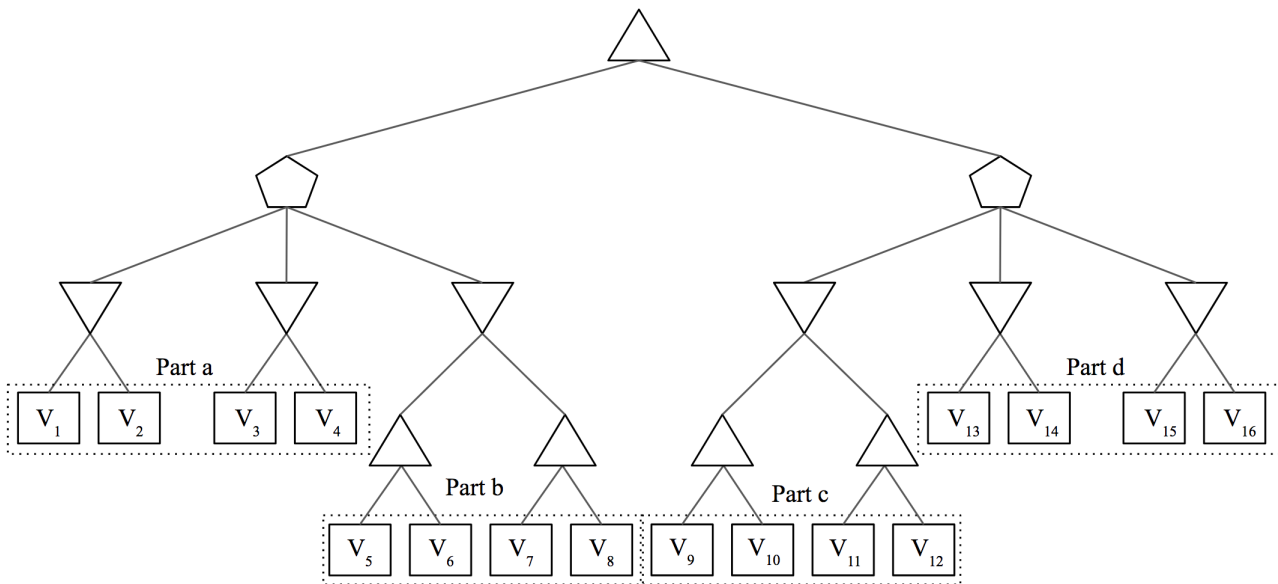 Part a
Part d
V1 V2 V3 V4
V13 V14 V15 V16
Part b
Part c
V5 V6 V7 V8
V9 V10 V11 V12